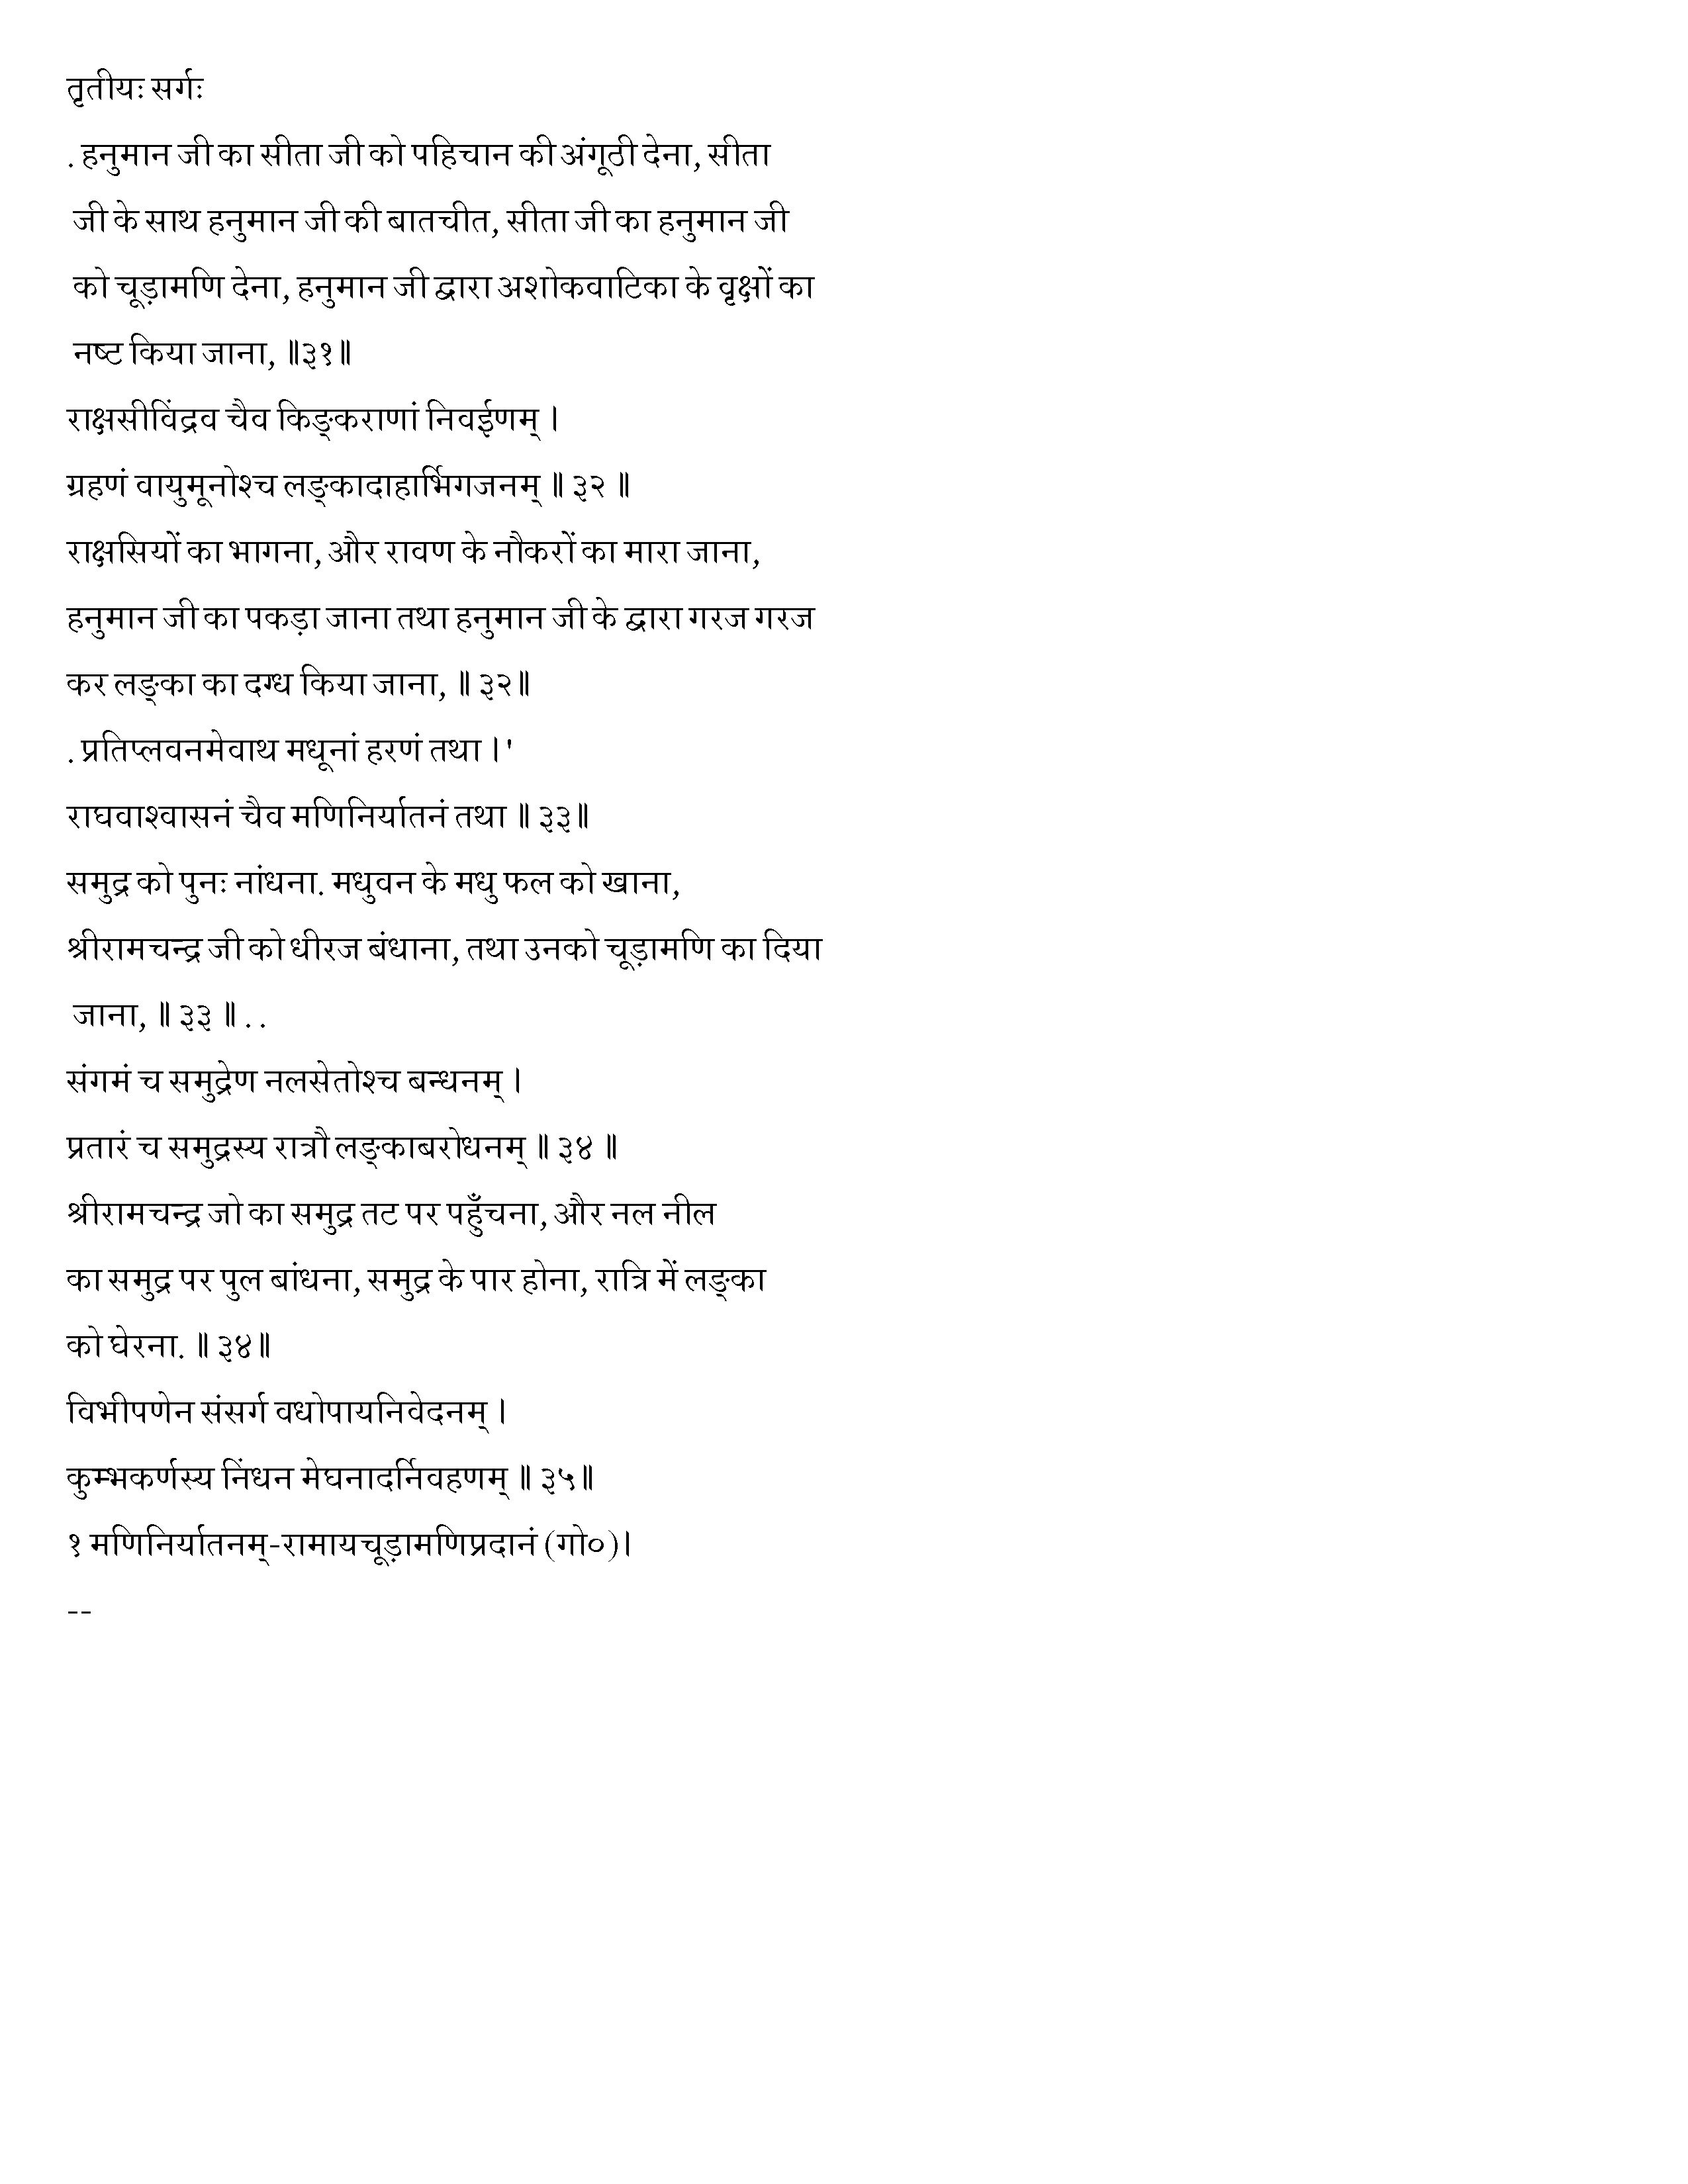 तृतीयः सर्गः
. हनुमान जी का सीता जी को पहिचान की अंगूठी देना, सीता
जी के साथ हनुमान जी की बातचीत, सीता जी का हनुमान जी
को चूड़ामणि देना, हनुमान जी द्वारा अशोकवाटिका के वृक्षों का
नष्ट किया जाना, ॥३१॥
राक्षसीविंद्रव चैव किङ्कराणां निवईणम् ।
ग्रहणं वायुमूनोश्च लङ्कादाहार्भिगजनम् ॥ ३२ ॥
राक्षसियों का भागना, और रावण के नौकरों का मारा जाना,
हनुमान जी का पकड़ा जाना तथा हनुमान जी के द्वारा गरज गरज
कर लङ्का का दग्ध किया जाना, ॥ ३२॥
. प्रतिप्लवनमेवाथ मधूनां हरणं तथा । '
राघवाश्वासनं चैव मणिनिर्यातनं तथा ॥ ३३॥
समुद्र को पुनः नांधना. मधुवन के मधु फल को खाना,
श्रीरामचन्द्र जी को धीरज बंधाना, तथा उनको चूड़ामणि का दिया
जाना, ॥ ३३ ॥ . .
संगमं च समुद्रेण नलसेतोश्च बन्धनम् ।
प्रतारं च समुद्रस्य रात्रौ लङ्काबरोधनम् ॥ ३४ ॥
श्रीरामचन्द्र जो का समुद्र तट पर पहुँचना, और नल नील
का समुद्र पर पुल बांधना, समुद्र के पार होना, रात्रि में लङ्का
को घेरना. ॥ ३४॥
विभीपणेन संसर्ग वधोपायनिवेदनम् ।
कुम्भकर्णस्य निंधन मेघनादर्निवहणम् ॥ ३५॥
१ मणिनिर्यातनम्-रामायचूड़ामणिप्रदानं (गो०)।
--